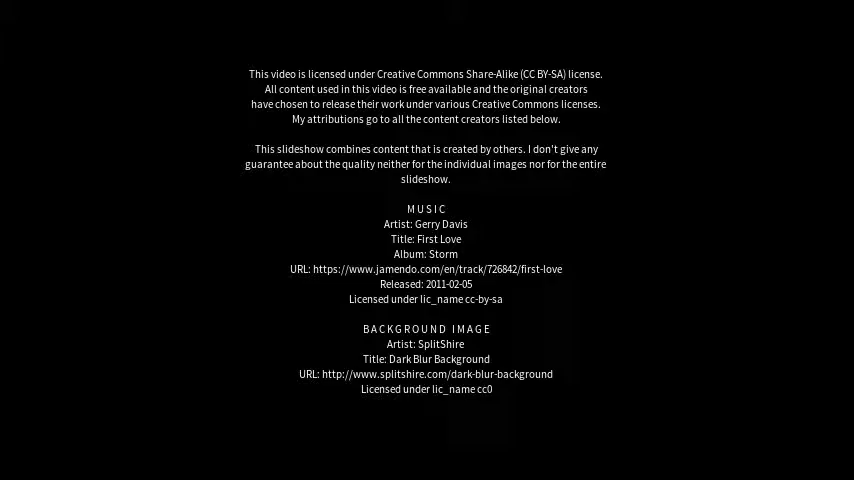 This video is licensed under Creative Commons Share-Alike (CC BY-SA) license.
All content used in this video is free available and the original creators
have chosen to release their work under various Creative Commons licenses.
My attributions go to all the content creators listed below.
This slideshow combines content that is created by others. I don't give any
guarantee about the quality neither for the individual images nor for the entire
slideshow.
MUSIC
Artist: Gerry Davis
Title: First Love
Album: Storm
URL: https://www.jamendo.com/en/track/726842/first-love
Released: 2011-02-05
Licensed under lic_name cc-by-sa
BACKGROUND IMAGE
Artist: SplitShire
Title: Dark Blur Background
URL: http://www.splitshire.com/dark-blur-background
Licensed under lic_name cc0